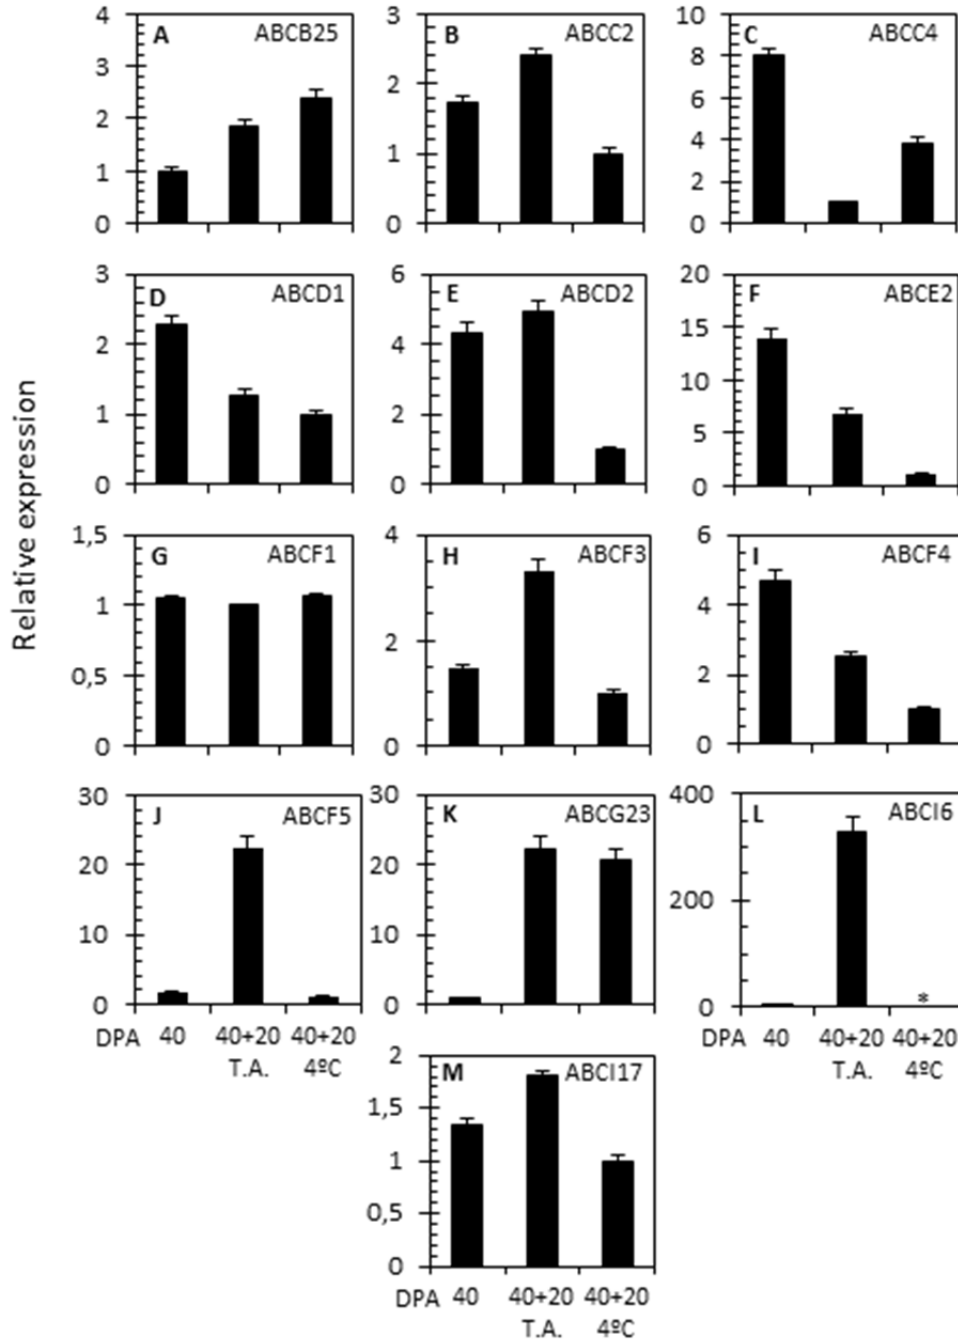 Relative expression
A ABCB25
4
3
2
1
0
B ABCC2
3
2
1
0
C ABCC4
10
8
6
4
2
0
D ABCD1
3
2
1
0
E ABCD2
6
4
2
0
F ABCE2
20
15
10
5
0
G ABCF1
1,5
1
0,5
0
H ABCF3
4
2
0
I ABCF4
6
4
2
0
J ABCF5
30
20
10
0
K ABCG23
30
20
10
0
L ABCI6
400
200
0
*
DPA 40 40+20 40+20
T.A. 4ºC
DPA 40 40+20 40+20
T.A. 4ºC
M ABCI17
2
1,5
1
0,5
0
DPA 40 40+20 40+20
T.A. 4ºC